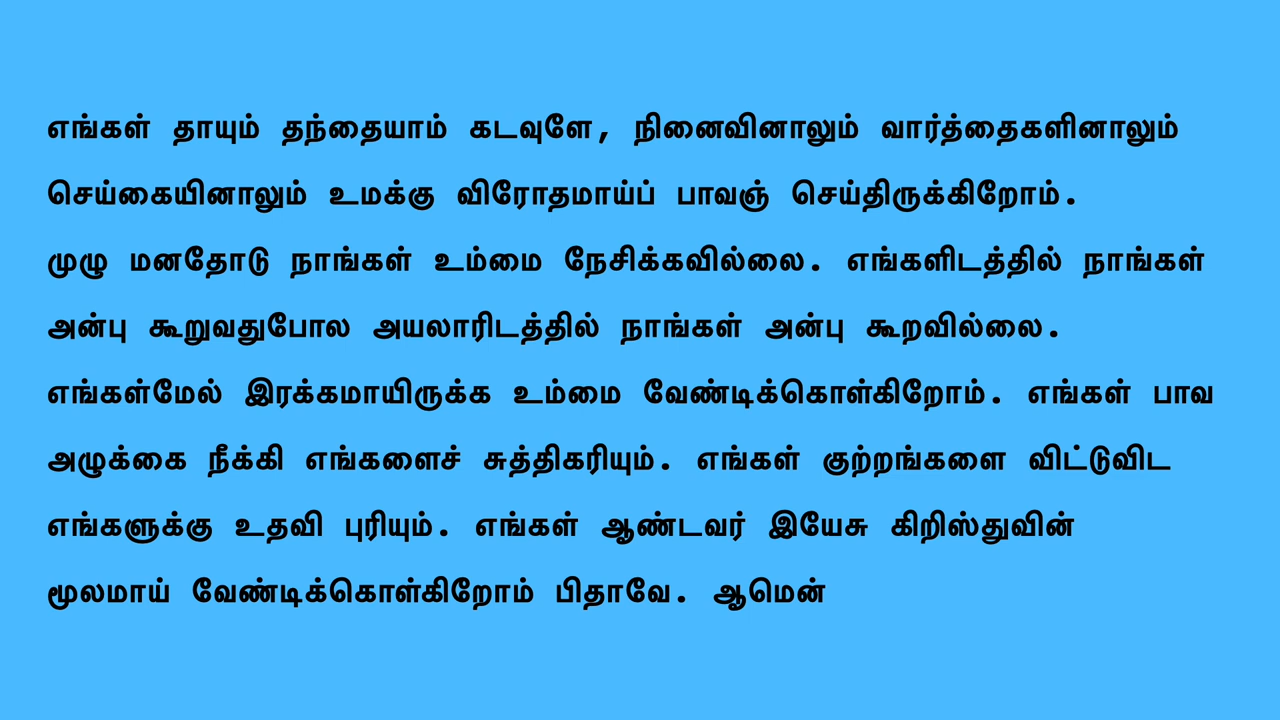 எங்கள் தாயும் தந்தையாம் கடவுளே, நினைவினாலும் வார்த்தைகளினாலும்
செய்கையினாலும் உமக்கு விரோதமாய்ப் பாவஞ் செய்திருக்கிறோம்.
முழு மனதோடு நாங்கள் உம்மை நேசிக்கவில்லை. எங்களிடத்தில் நாங்கள்
அன்பு கூறுவதுபோல அயலாரிடத்தில் நாங்கள் அன்பு கூறவில்லை.
எங்கள்மேல் இரக்கமாயிருக்க உம்மை வேண்டிக்கொள்கிறோம். எங்கள் பாவ
அழுக்கை நீக்கி எங்களைச் சுத்திகரியும். எங்கள் குற்றங்களை விட்டுவிட
எங்களுக்கு உதவி புரியும். எங்கள் ஆண்டவர் இயேசு கிறிஸ்துவின்
மூலமாய் வேண்டிக்கொள்கிறோம் பிதாவே. ஆமென்